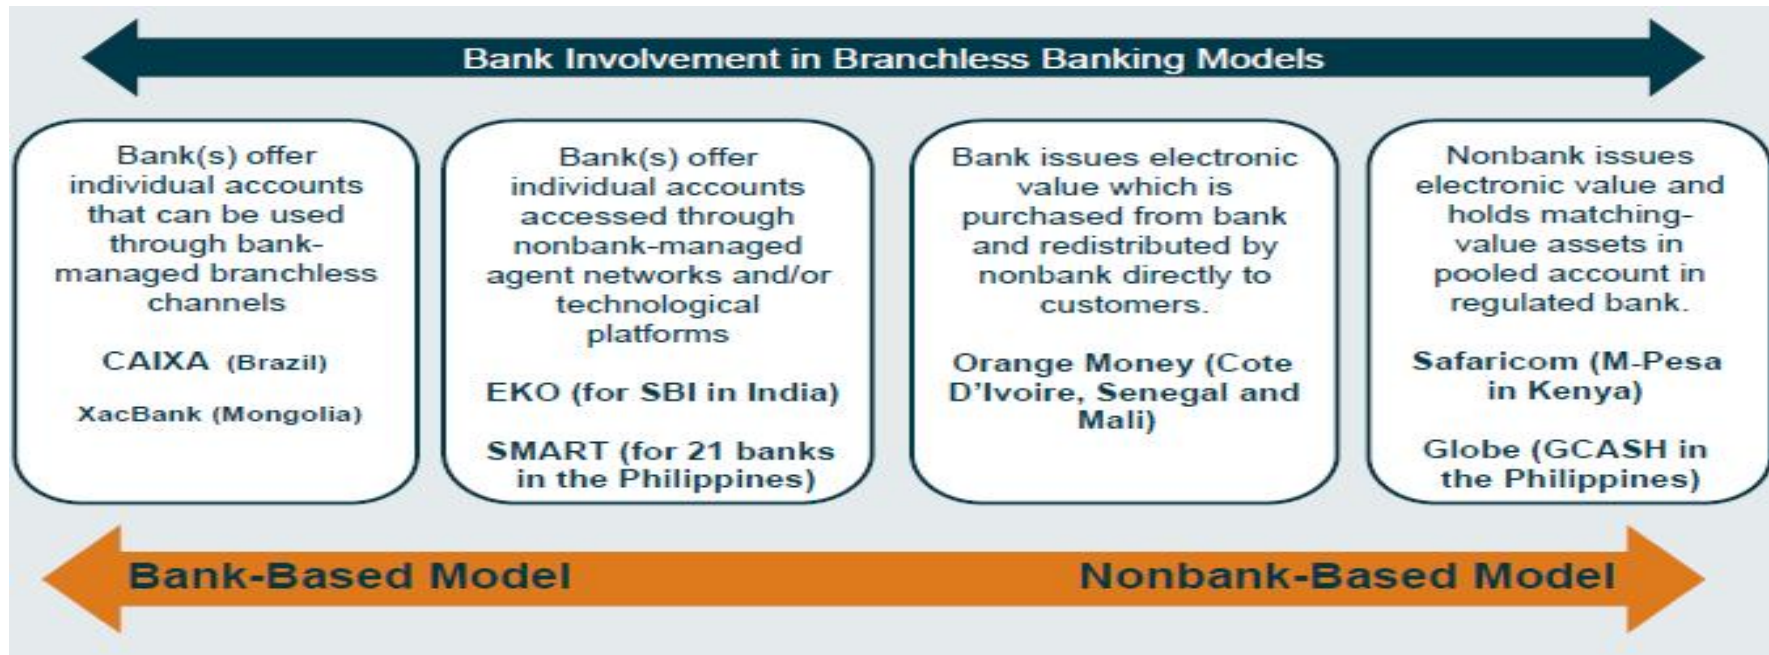 Bank Involvement in Branchless Banking Models
Bank(s) offer
individual accounts
that can be used
through bank-
managed branchless
channels
CAIXA (Brazil)
XacBank (Mongolia)
Bank(s) offer
individual accounts
accessed through
nonbank-managed
agent networks and/or
technological
platforms
EKO (for SBI in India)
SMART (for 21 banks
in the Philippines)
Bank issues electronic
value which is
purchased from bank
and redistributed by
nonbank directly to
customers.
Orange Money (Cote
D'Ivoire, Senegal and
Mali)
Nonbank issues
electronic value and
holds matching-
value assets in
pooled account in
regulated bank.
Safaricom (M-Pesa
in Kenya)
Globe (GCASH in
the Philippines)
Bank-Based Model
Nonbank-Based Model